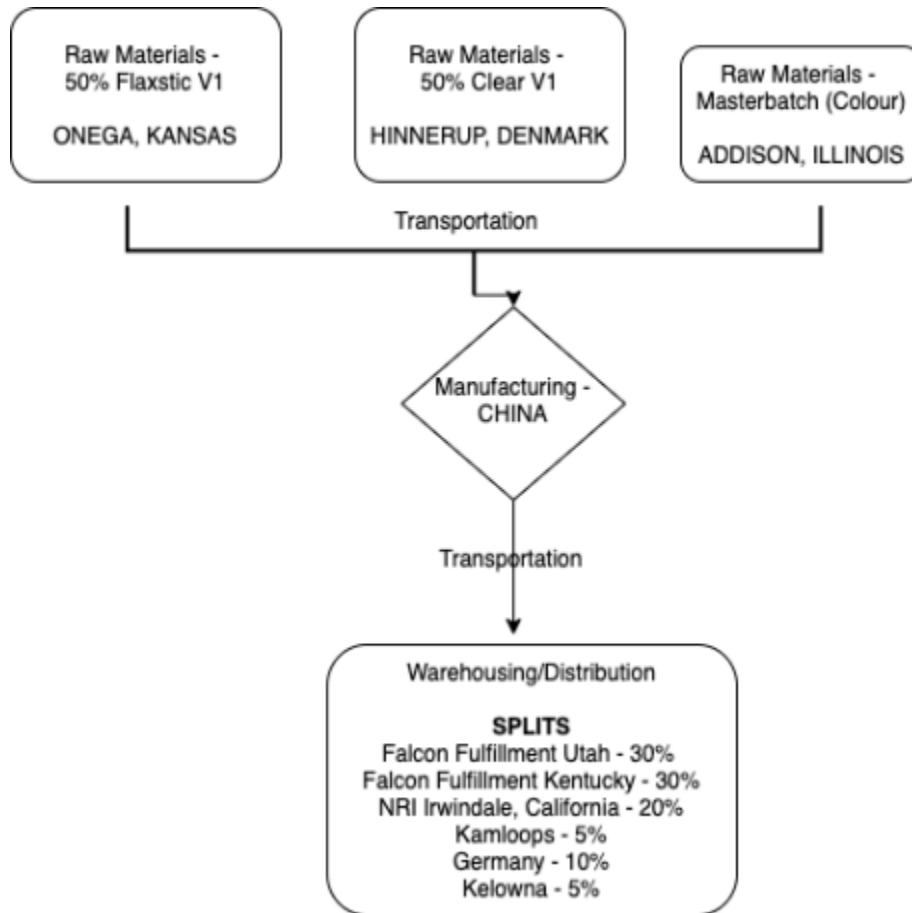 Raw Materials -
50% Flaxstic V1
ONEGA, KANSAS
Raw Materials -
50% Clear V1
HINNERUP, DENMARK
Raw Materials -
Masterbatch (Colour)
ADDISON, ILLINOIS
Transportation
Manufacturing -
CHINA
Transportation
Warehousing/Distribution
SPLITS
Falcon Fulfillment Utah - 30%
Falcon Fulfillment Kentucky - 30%
NRI Irwindale, California - 20%
Kamloops - 5%
Germany - 10%
Kelowna - 5%